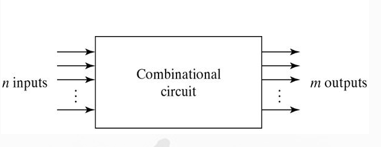 Combinational
circuit
n inputs
m outputs